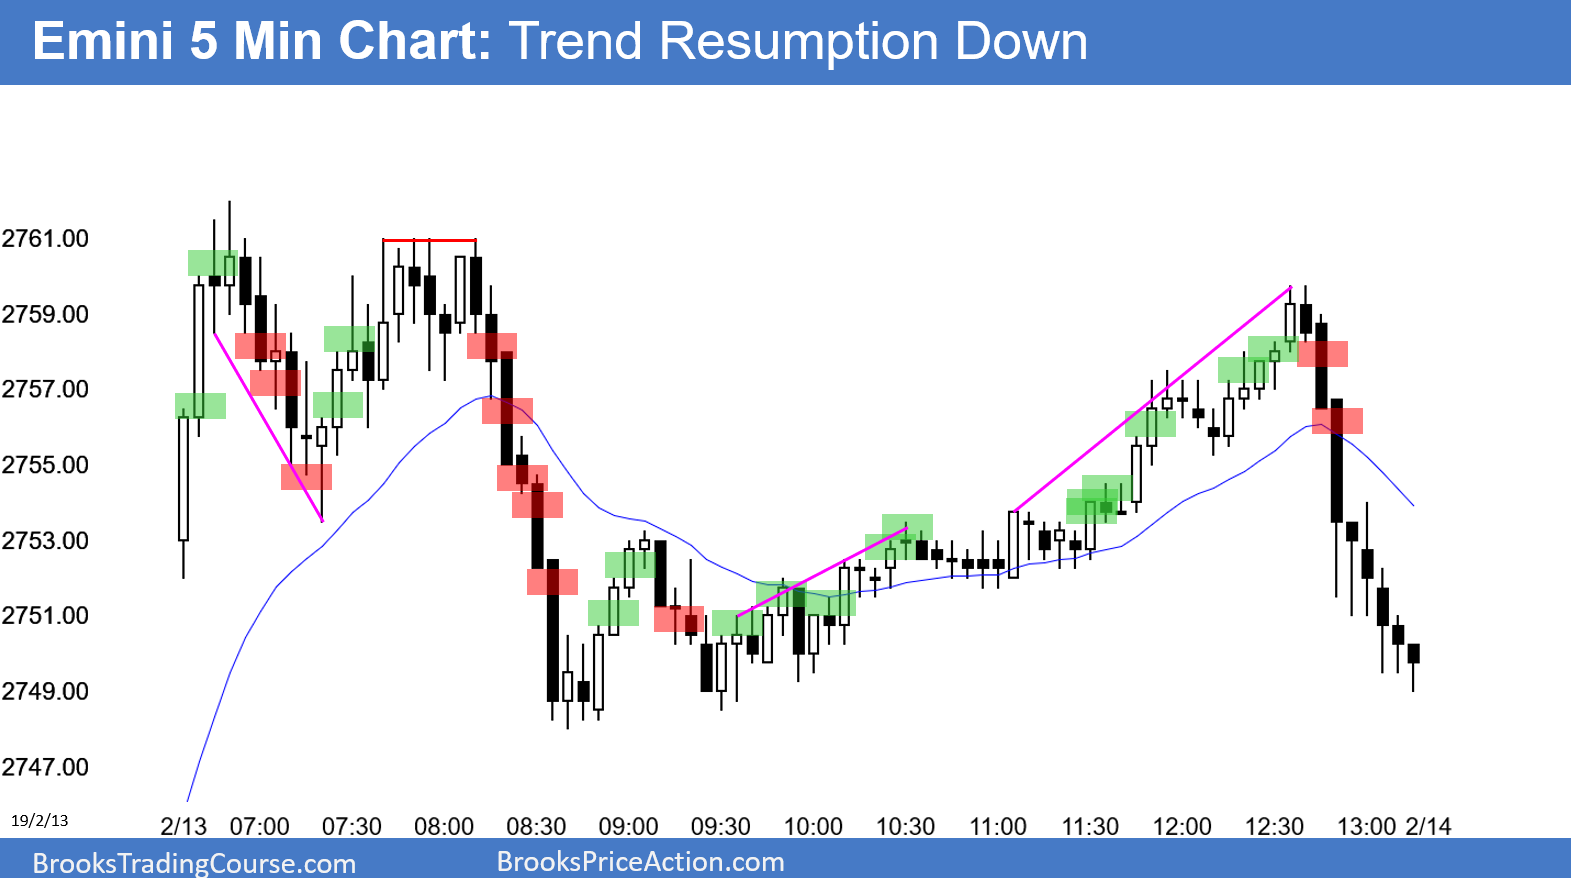 Emini 5 Min Chart: Trend Resumption Down
2761.00
2759.00
2757.00
2755.00
2753.00
2751.00
2749.00
2747.00
19/2/13
2/13 07:00 07:30 08:00 08:30 09:00 09:30 10:00 10:30 11:00 11:30 12:00 12:30 13:00 2/14
BrooksTradingCourse.com
BrooksPriceAction.com